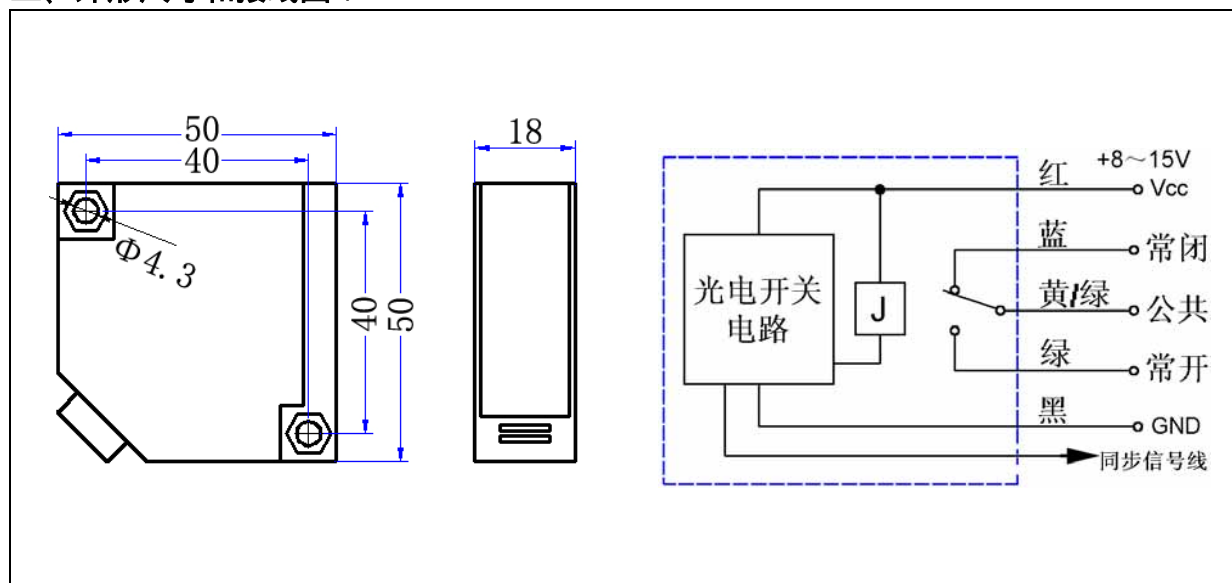 50
40
Φ4.3
40
50
18
+8～15V
红
Vcc
蓝
常闭
光电开关
电路
J
黄/绿
公共
绿
常开
黑
GND
同步信号线